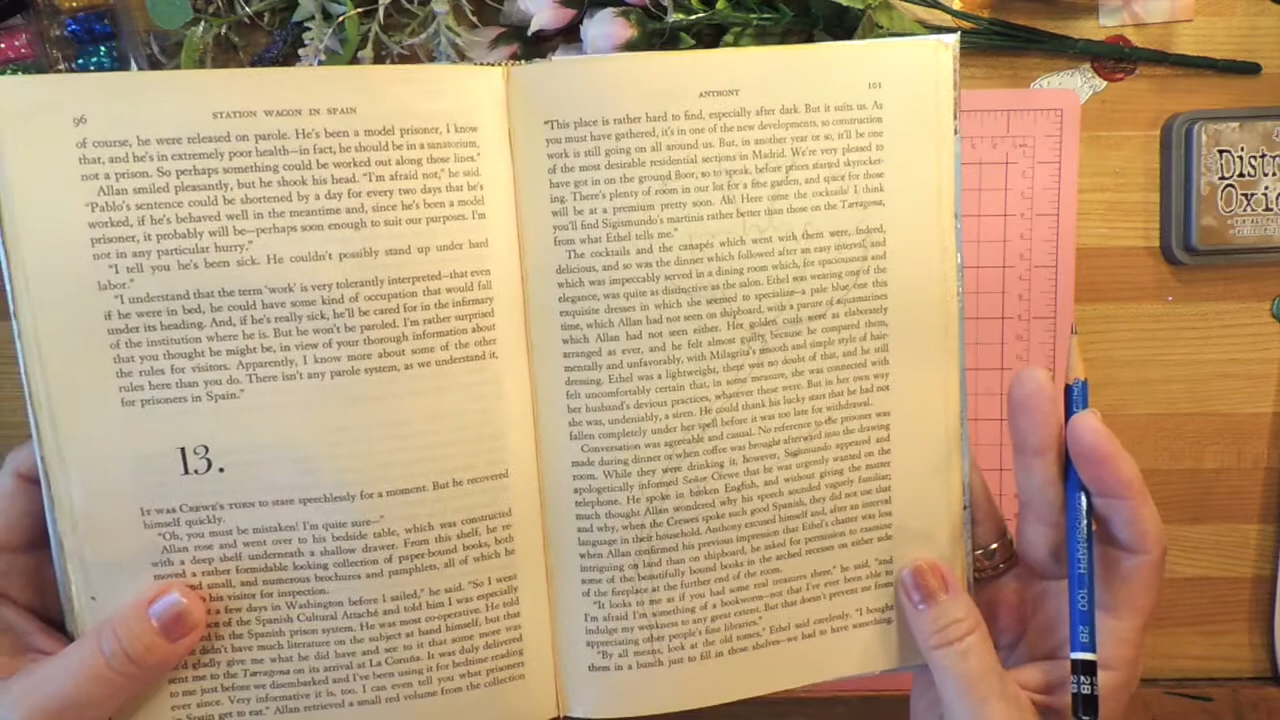 96
STATION WAGON IN SPAIN
of course, he were released on parole. He's been a model prisoner, I know
that, and he's in extremely poor health—in fact, he should be in a sanatorium,
not a prison. So perhaps something could be worked out along those lines."
Allan smiled pleasantly, but he shook his head. "I'm afraid not," he said.
"Pablo's sentence could be shortened by a day for every two days that he's
worked, if he's behaved well in the meantime and, since he's been a model
prisoner, it probably will be—perhaps soon enough to suit our purposes. I'm
not in any particular hurry."
"I tell you he's been sick. He couldn't possibly stand up under hard
labor."
"I understand that the term 'work' is very tolerantly interpreted—that even
if he were in bed, he could have some kind of occupation that would fall
under its heading. And, if he's really sick, he'll be cared for in the infirmary
of the institution where he is. But he won't be paroled. I'm rather surprised
that you thought he might be, in view of your thorough information about
the rules for visitors. Apparently, I know more about some of the other
rules here than you do. There isn't any parole system, as we understand it,
for prisoners in Spain."
13.
IT WAS CREWE'S TURN to stare speechlessly for a moment. But he recovered
himself quickly.
"Oh, you must be mistaken! I'm quite sure—"
Allan rose and went over to his bedside table, which was constructed
with a deep shelf underneath a shallow drawer. From this shelf, he re-
moved a rather formidable looking collection of paper-bound books, both
and small, and numerous brochures and pamphlets, all of which he
his visitor for inspection.
a few days in Washington before I sailed," he said. "So I went
ce of the Spanish Cultural Attaché and told him I was especially
d in the Spanish prison system. He was most co-operative. He told
didn't have much literature on the subject at hand himself, but that
d gladly give me what he did have and see to it that some more was
sent me to the Tarragona on its arrival at La Coruña. It was duly delivered
to me just before we disembarked and I've been using it for bedtime reading
ever since. Very informative it is, too. I can even tell you what prisoners
in Spain get to eat." Allan retrieved a small red volume from the collection
ANTHONY
101
"This place is rather hard to find, especially after dark. But it suits us. As
you must have gathered, it's in one of the new developments, so construction
work is still going on all around us. But, in another year or so, it'll be one
of the most desirable residential sections in Madrid. We're very pleased to
have got in on the ground floor, so to speak, before prices started skyrocket-
ing. There's plenty of room in our lot for a fine garden, and space for those
will be at a premium pretty soon. Ah! Here come the cocktails! I think
you'll find Sigismundo's martinis rather better than those on the Tarragona,
from what Ethel tells me."
The cocktails and the canapés which went with them were, indeed,
delicious, and so was the dinner which followed after an easy interval, and
which was impeccably served in a dining room which, for spaciousness and
elegance, was quite as distinctive as the salon. Ethel was wearing one of the
exquisite dresses in which she seemed to specialize—a pale blue one this
time, which Allan had not seen on shipboard, with a parure of aquamarines
which Allan had not seen either. Her golden curls were as elaborately
arranged as ever, and he felt almost guilty, because he compared them,
mentally and unfavorably, with Milagrita's smooth and simple style of hair-
dressing. Ethel was a lightweight, there was no doubt of that, and he still
felt uncomfortably certain that, in some measure, she was connected with
her husband's devious practices, whatever these were. But in her own way
she was, undeniably, a siren. He could thank his lucky stars that he had not
fallen completely under her spell before it was too late for withdrawal.
Conversation was agreeable and casual. No reference to the prisoner was
made during dinner or when coffee was brought afterward into the drawing
room. While they were drinking it, however, Sigismundo appeared and
apologetically informed Señor Crewe that he was urgently wanted on the
telephone. He spoke in broken English, and without giving the matter
much thought Allan wondered why his speech sounded vaguely familiar;
and why, when the Crewes spoke such good Spanish, they did not use that
language in their household. Anthony excused himself and, after an interval
when Allan confirmed his previous impression that Ethel's chatter was less
intriguing on land than on shipboard, he asked for permission to examine
some of the beautifully bound books in the arched recesses on either side
of the fireplace at the further end of the room.
"It looks to me as if you had some real treasures there," he said, "and
I'm afraid I'm something of a bookworm—not that I've ever been able to
indulge my weakness to any great extent. But that doesn't prevent me from
appreciating other people's fine libraries."
"By all means, look at the old tomes," Ethel said carelessly. "I bought
them in a bunch just to fill in those shelves—we had to have something.
Distr
Oxi
LUMOGRAPH 100 2B
2B